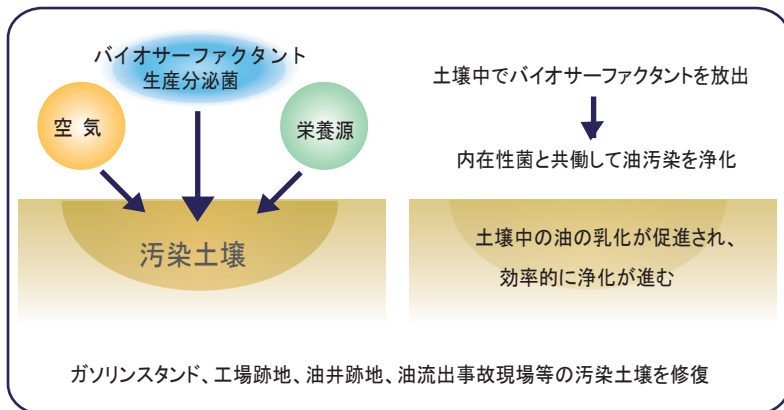 バイオサーファクタント
生産分泌菌
空 気
栄養源
汚染土壌
土壌中でバイオサーファクタントを放出
内在性菌と共働して油汚染を浄化
土壌中の油の乳化が促進され、
効率的に浄化が進む
ガソリンスタンド、工場跡地、油井跡地、油流出事故現場等の汚染土壌を修復